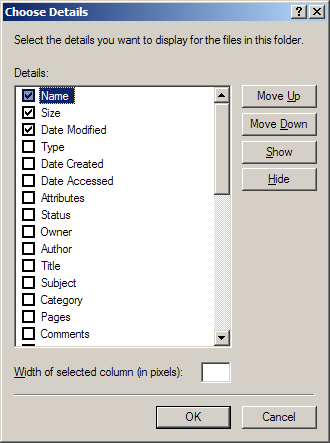 Choose Details
Select the details you want to display for the files in this folder.
Details:
Name
Size
Date Modified
Type
Date Created
Date Accessed
Attributes
Status
Owner
Author
Title
Subject
Category
Pages
Comments
Move Up
Move Down
Show
Hide
Width of selected column (in pixels):
OK
Cancel